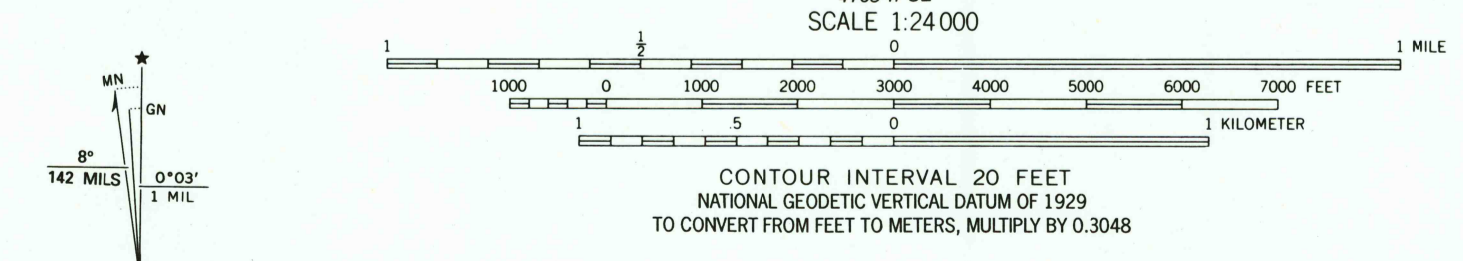 SCALE 1:24 000
1 ½ 0 1 MILE
1000 0 1000 2000 3000 4000 5000 6000 7000 FEET
1 .5 0 1 KILOMETER
CONTOUR INTERVAL 20 FEET
NATIONAL GEODETIC VERTICAL DATUM OF 1929
TO CONVERT FROM FEET TO METERS, MULTIPLY BY 0.3048
★
MN
GN
8°
142 MILS
0°03′
1 MIL